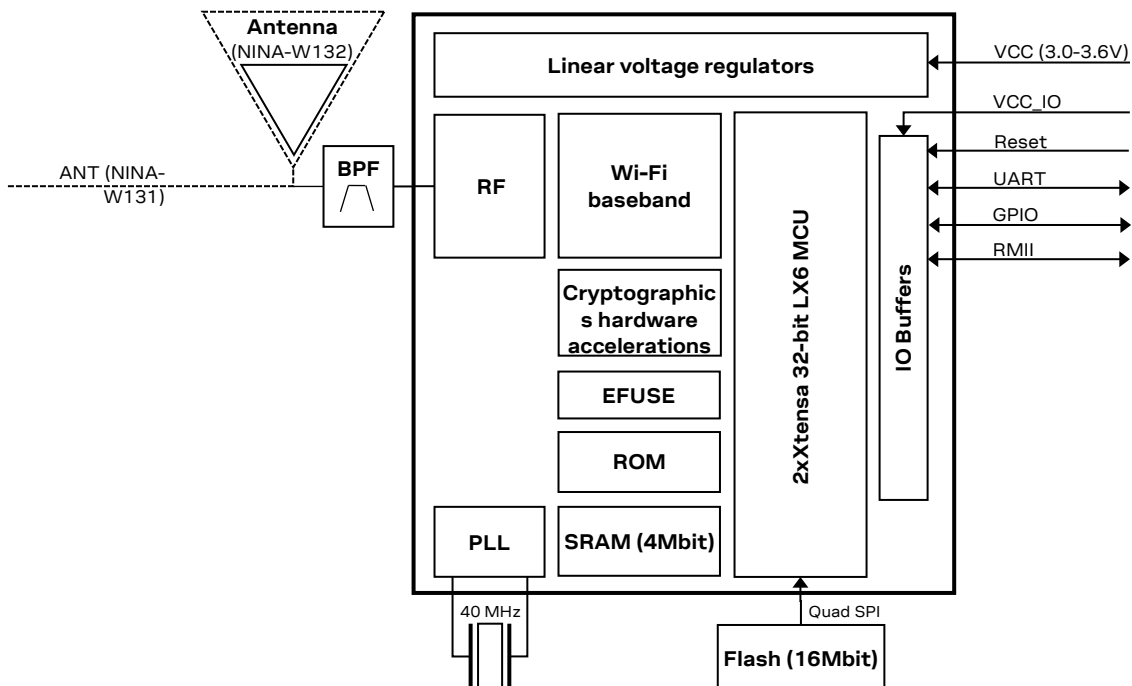 Antenna
(NINA-W132)
ANT (NINA-
W131)
BPF
Linear voltage regulators
RF
Wi-Fi
baseband
Cryptographic
s hardware
accelerations
EFUSE
ROM
PLL
SRAM (4Mbit)
2xXtensa 32-bit LX6 MCU
IO Buffers
VCC (3.0-3.6V)
VCC_IO
Reset
UART
GPIO
RMII
40 MHz
Quad SPI
Flash (16Mbit)